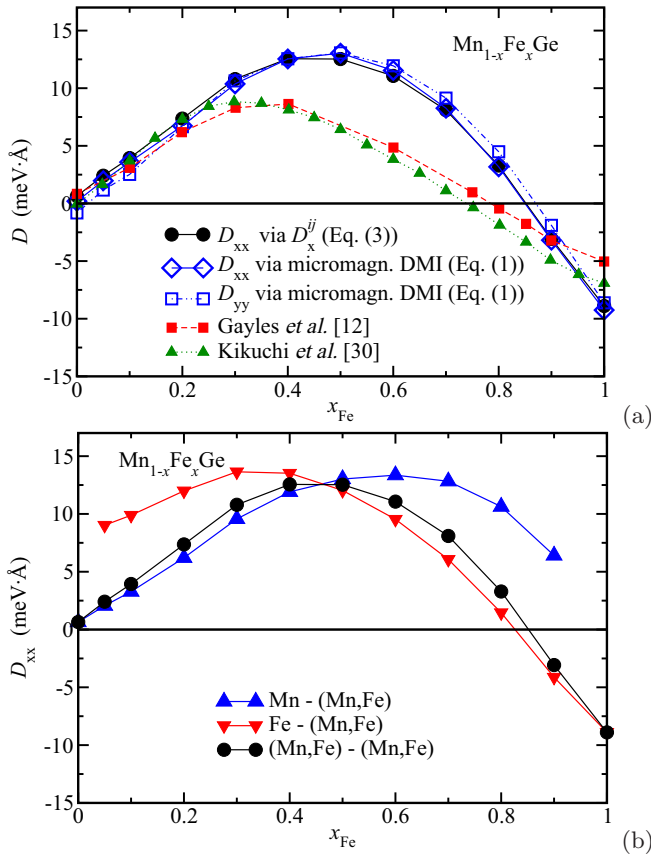 Mn1-xFexGe
15
10
5
0
-5
-10
-15
D (meV·Å)
Dxx via Dxij (Eq. (3))
Dxx via micromagn. DMI (Eq. (1))
Dyy via micromagn. DMI (Eq. (1))
Gayles et al. [12]
Kikuchi et al. [30]
0 0.2 0.4 0.6 0.8 1
xFe
(a)
Mn1-xFexGe
15
10
5
0
-5
-10
-15
Dxx (meV·Å)
Mn - (Mn,Fe)
Fe - (Mn,Fe)
(Mn,Fe) - (Mn,Fe)
0 0.2 0.4 0.6 0.8 1
xFe
(b)